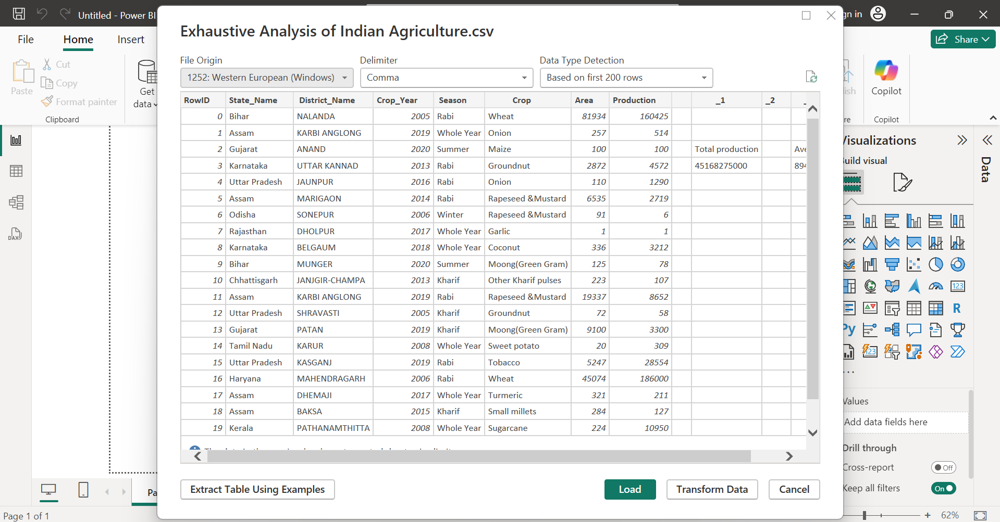 Untitled - Power BI
gn in
File Home Insert
Share
Paste
Cut
Copy
Format painter
Clipboard
Get
data
Copilot
Copilot
Exhaustive Analysis of Indian Agriculture.csv
File Origin Delimiter Data Type Detection
1252: Western European (Windows) Comma Based on first 200 rows
RowID State_Name District_Name Crop_Year Season Crop Area Production _1 _2
0 Bihar NALANDA 2005 Rabi Wheat 81934 160425
1 Assam KARBI ANGLONG 2019 Whole Year Onion 257 514
2 Gujarat ANAND 2020 Summer Maize 100 100 Total production Ave
3 Karnataka UTTAR KANNAD 2013 Rabi Groundnut 2872 4572 45168275000 894
4 Uttar Pradesh JAUNPUR 2016 Rabi Onion 110 1290
5 Assam MARIGAON 2014 Rabi Rapeseed &Mustard 6535 2719
6 Odisha SONEPUR 2006 Winter Rapeseed &Mustard 91 6
7 Rajasthan DHOLPUR 2017 Whole Year Garlic 1 1
8 Karnataka BELGAUM 2018 Whole Year Coconut 336 3212
9 Bihar MUNGER 2020 Summer Moong(Green Gram) 125 78
10 Chhattisgarh JANJGIR-CHAMPA 2013 Kharif Other Kharif pulses 223 107
11 Assam KARBI ANGLONG 2019 Rabi Rapeseed &Mustard 19337 8652
12 Uttar Pradesh SHRAVASTI 2005 Kharif Groundnut 72 58
13 Gujarat PATAN 2019 Kharif Moong(Green Gram) 9100 3300
14 Tamil Nadu KARUR 2008 Whole Year Sweet potato 20 309
15 Uttar Pradesh KASGANJ 2019 Rabi Tobacco 5247 28554
16 Haryana MAHENDRAGARH 2006 Rabi Wheat 45074 186000
17 Assam DHEMAJI 2017 Whole Year Turmeric 321 211
18 Assam BAKSA 2015 Kharif Small millets 284 127
19 Kerala PATHANAMTHITTA 2008 Whole Year Sugarcane 224 10950
Extract Table Using Examples Load Transform Data Cancel
Visualizations
uild visual
Data
DAX
123
R
Py
123
Values
Add data fields here
Drill through
Cross-report Off
Keep all filters On
Pa
Page 1 of 1
62%